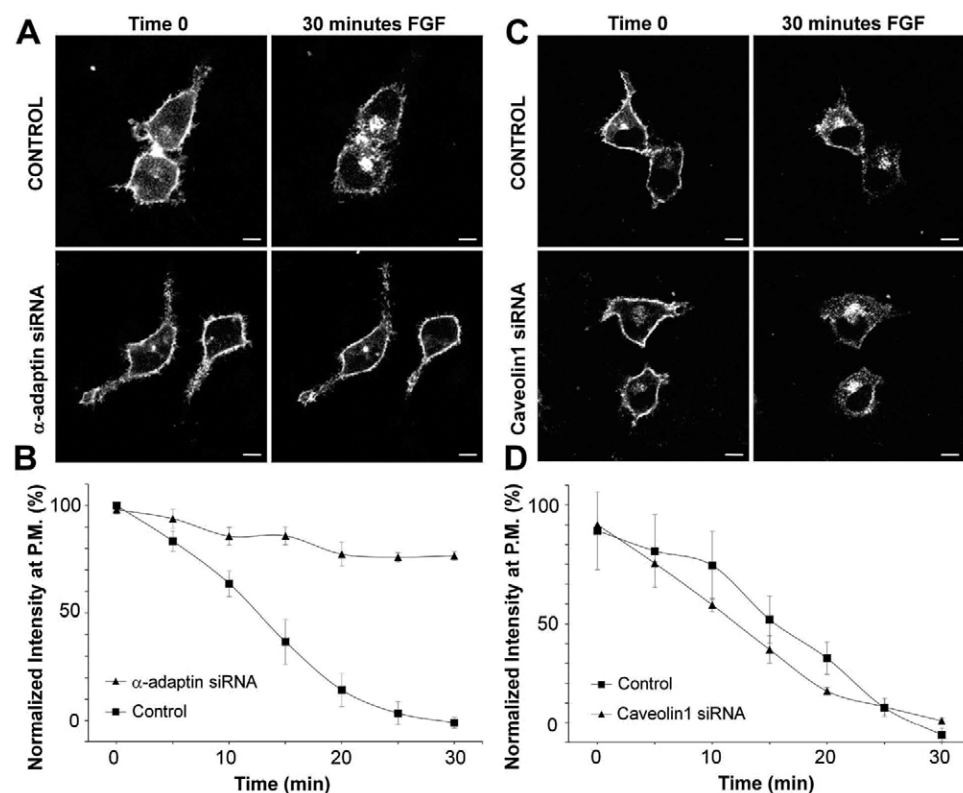 A
Time 0
30 minutes FGF
CONTROL
α-adaptin siRNA
B
Normalized Intensity at P.M. (%)
100
50
0
α-adaptin siRNA
Control
0
10
20
30
Time (min)
C
Time 0
30 minutes FGF
CONTROL
Caveolin1 siRNA
D
Normalized Intensity at P.M. (%)
100
50
0
Control
Caveolin1 siRNA
0
10
20
30
Time (min)